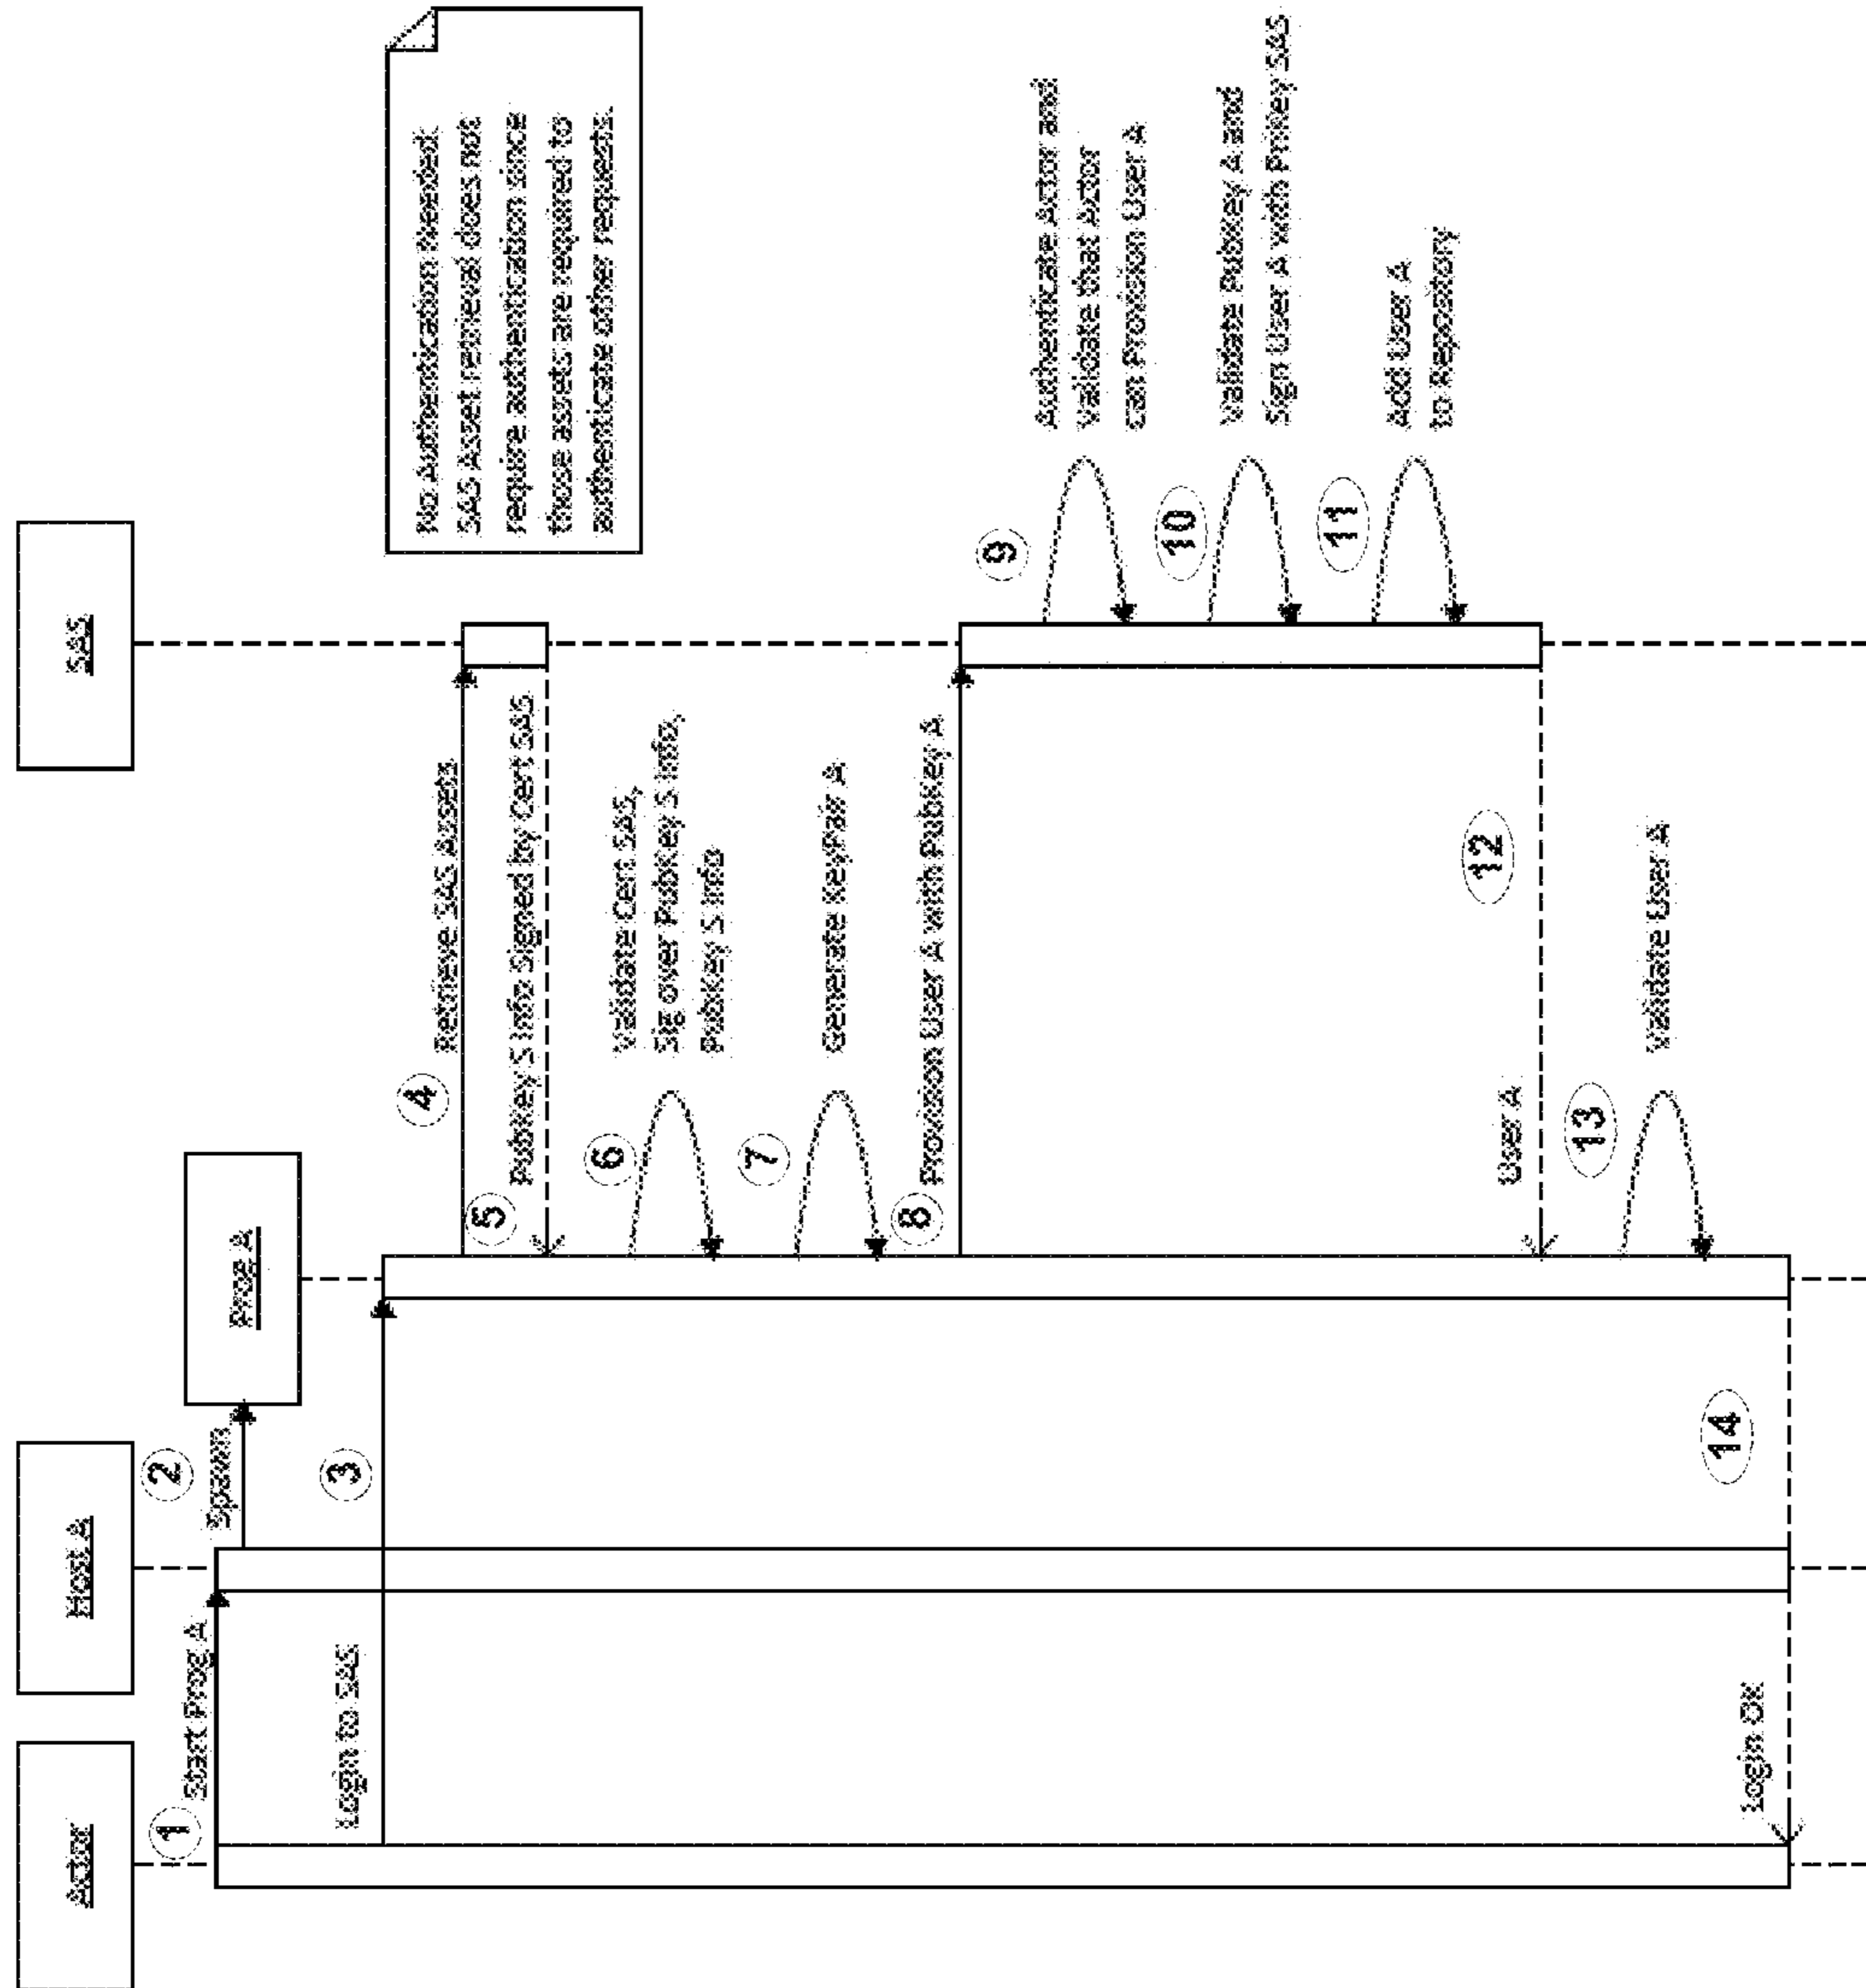 Actor
Host A
Prog A
SAS
1
Start Prog A
2
Spawn
3
Login to SAS
4
Retrieve SAS Assets
No Authentication Needed:
SAS Asset retrieval does not
require authentication since
those assets are required to
authenticate other requests.
5
PubKey S Info Signed by Cert SAS
6
Validate Cert SAS,
Sig over PubKey S Info,
PubKey S Info
7
Generate KeyPair A
8
Provision User A with PubKey A
9
Authenticate Actor and
Validate that Actor
can Provision User A
10
Validate PubKey A and
Sign User A with PriKey SAS
11
Add User A
to Repository
12
User A
13
Validate User A
14
Login OK